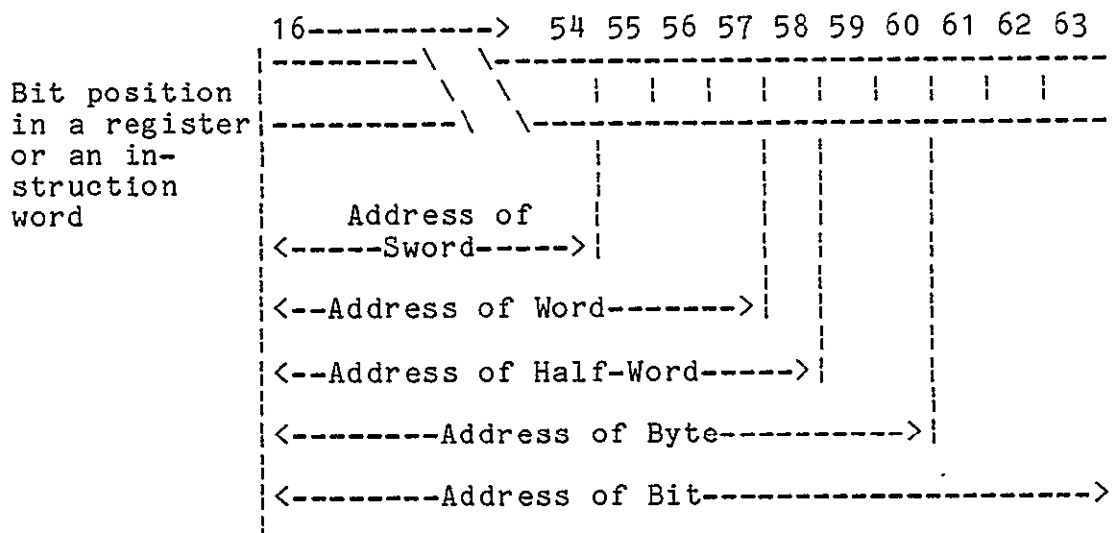 16----------> 54 55 56 57 58 59 60 61 62 63
Bit position
in a register
or an in-
struction
word
Address of
<-----Sword----->
<--Address of Word------->
<--Address of Half-Word----->
<--------Address of Byte---------->
<--------Address of Bit-------------------->